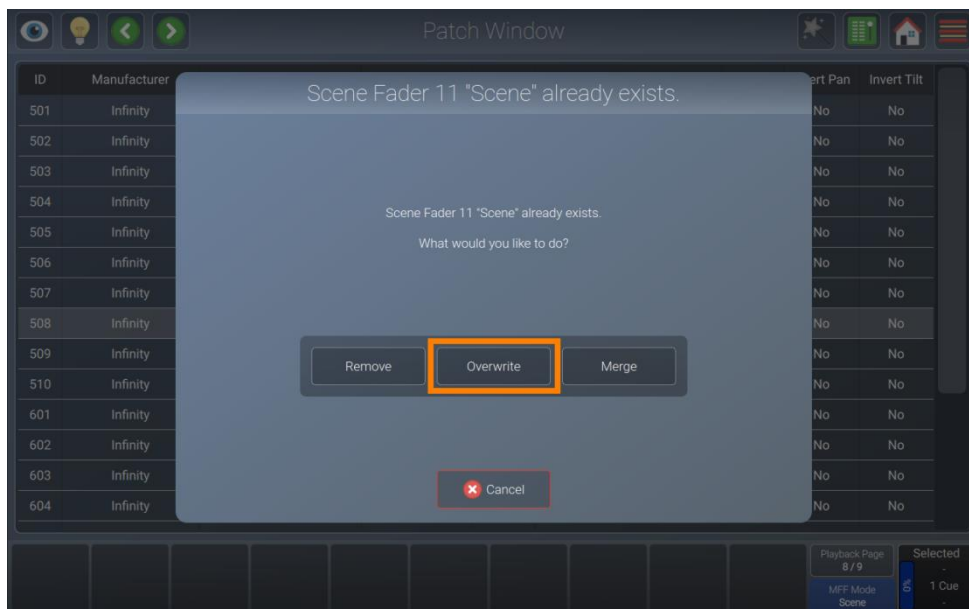 Patch Window
ID Manufacturer Invert Tilt
Scene Fader 11 "Scene" already exists.
501 Infinity No No
502 Infinity No No
503 Infinity No No
504 Infinity No No
Scene Fader 11 "Scene" already exists.
505 Infinity No No
What would you like to do?
506 Infinity No No
507 Infinity No No
508 Infinity No No
509 Infinity No No
Remove Overwrite Merge
510 Infinity No No
601 Infinity No No
602 Infinity No No
603 Infinity No No
Cancel
604 Infinity No No
Playback Page Selected
8 / 9 -
MFF Mode 0% 1 Cue
Scene -